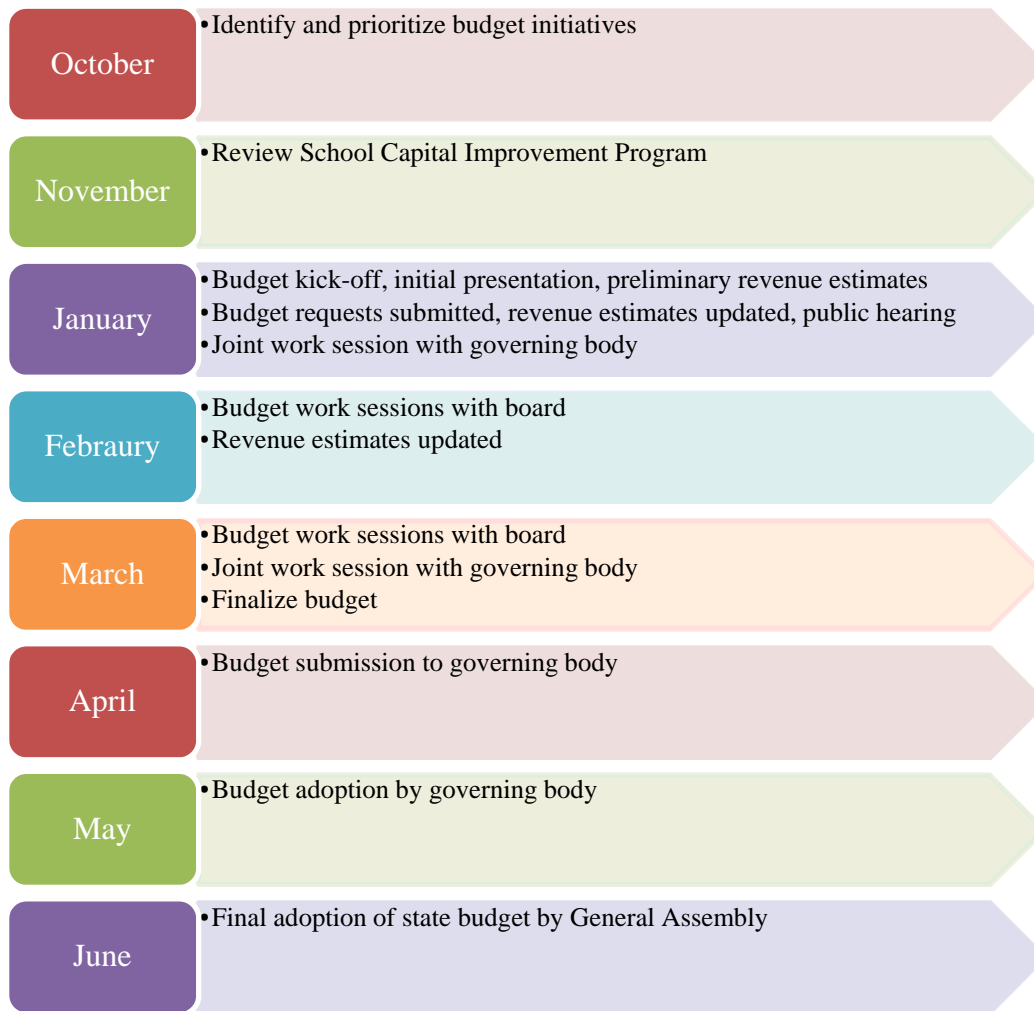 October
•Identify and prioritize budget initiatives
November
•Review School Capital Improvement Program
January
•Budget kick-off, initial presentation, preliminary revenue estimates
•Budget requests submitted, revenue estimates updated, public hearing
•Joint work session with governing body
Febraury
•Budget work sessions with board
•Revenue estimates updated
March
•Budget work sessions with board
•Joint work session with governing body
•Finalize budget
April
•Budget submission to governing body
May
•Budget adoption by governing body
June
•Final adoption of state budget by General Assembly